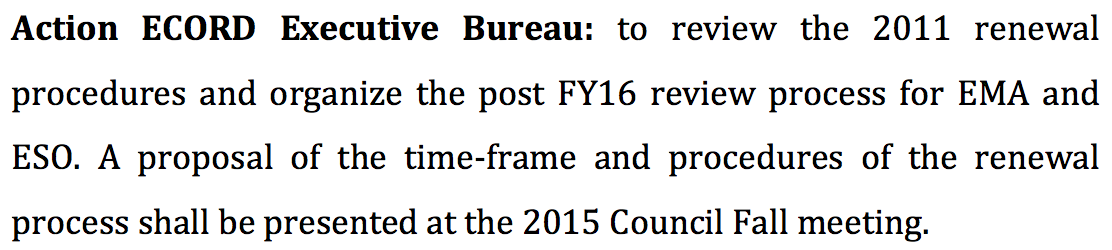 Action ECORD Executive Bureau: to review the 2011 renewal
procedures and organize the post FY16 review process for EMA and
ESO. A proposal of the time-frame and procedures of the renewal
process shall be presented at the 2015 Council Fall meeting.